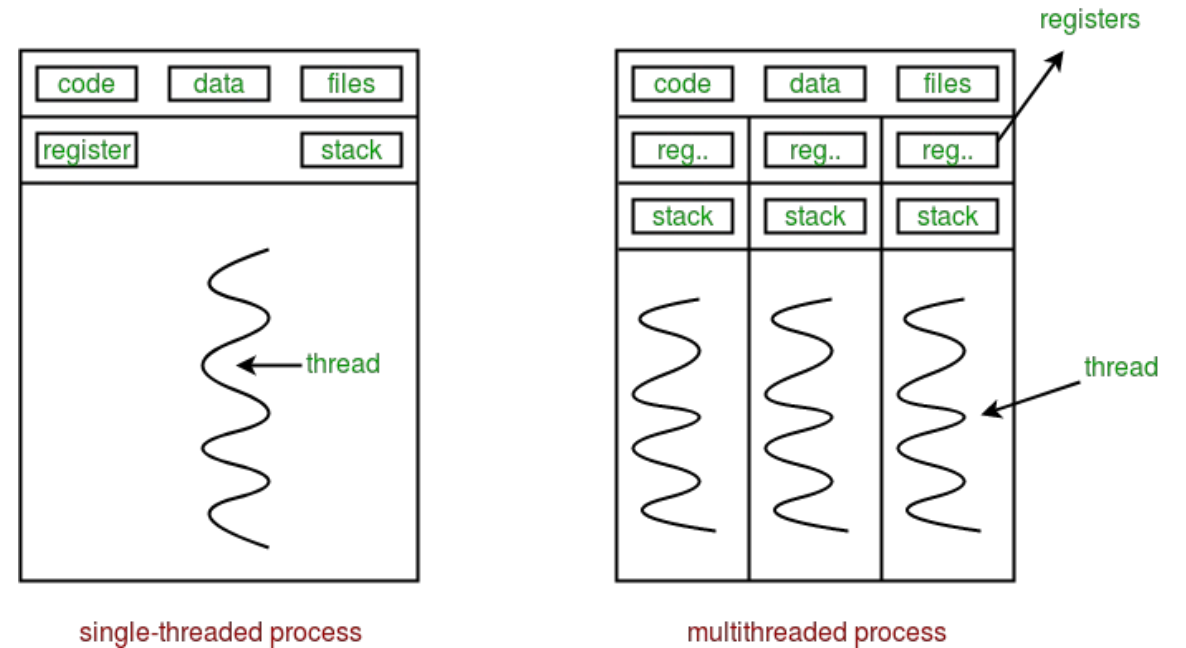 registers
code data files
register stack
thread
single-threaded process
code data files
reg.. reg.. reg..
stack stack stack
thread
multithreaded process